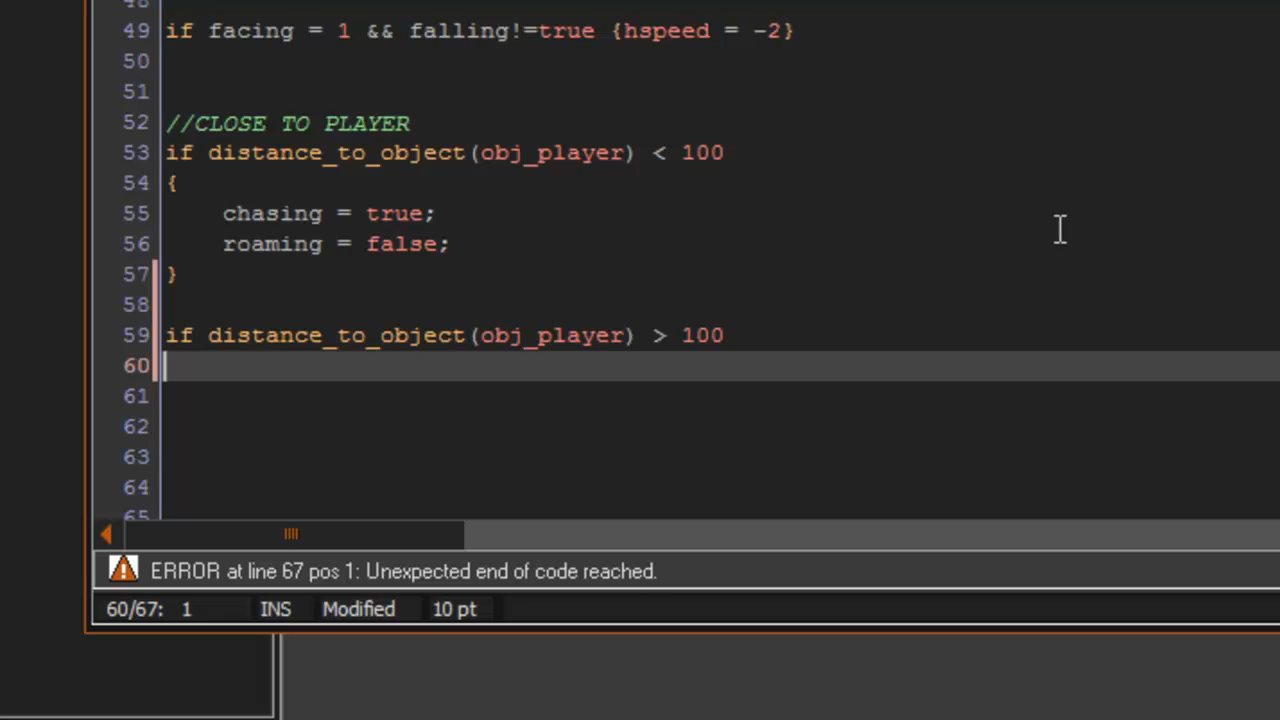 48
49 if facing = 1 && falling!=true {hspeed = -2}
50
51
52 //CLOSE TO PLAYER
53 if distance_to_object(obj_player) < 100
54 {
55 chasing = true;
56 roaming = false;
57 }
58
59 if distance_to_object(obj_player) > 100
60
61
62
63
64
65
ERROR at line 67 pos 1: Unexpected end of code reached.
60/67: 1 INS Modified 10 pt